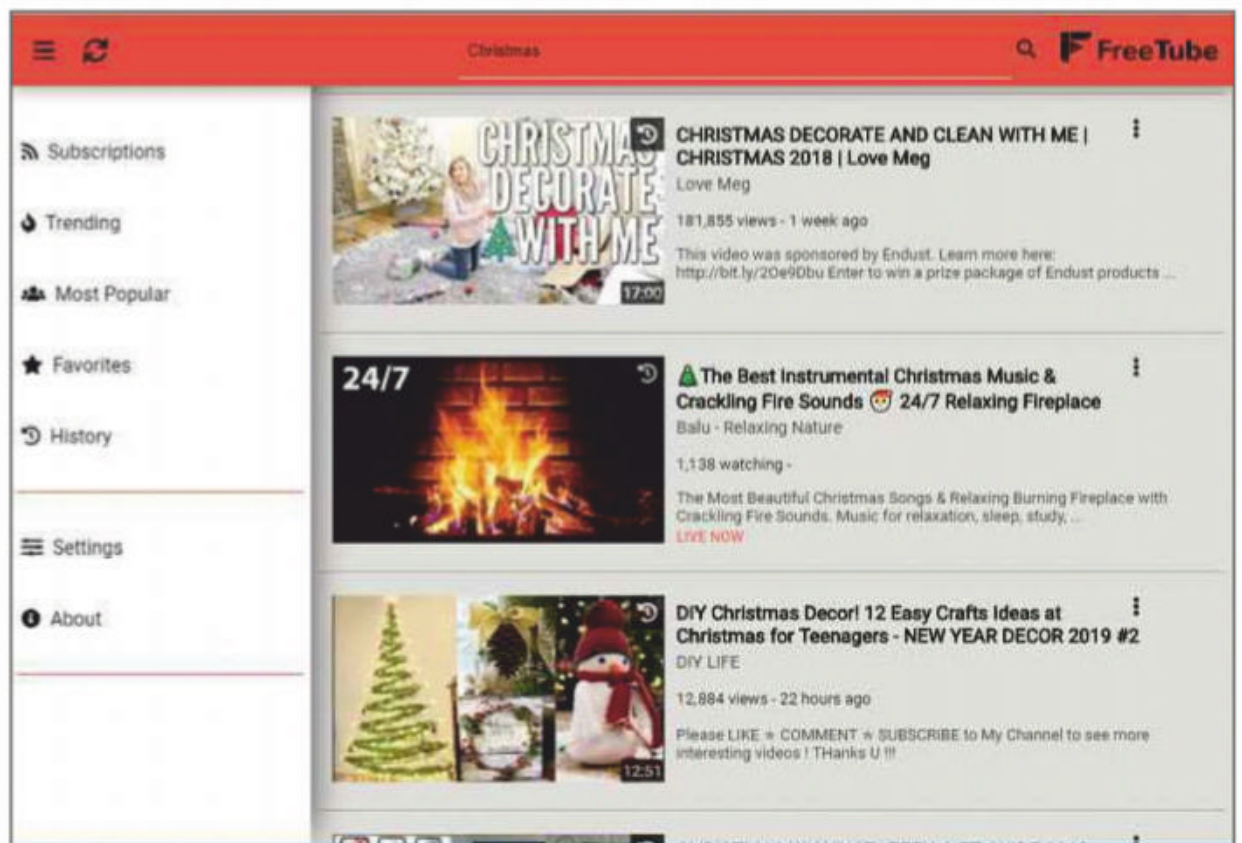 Christmas
FreeTube
Subscriptions
Trending
Most Popular
Favorites
History
Settings
About
CHRISTMAS
DECORATE
WITH ME
17:00
CHRISTMAS DECORATE AND CLEAN WITH ME |
CHRISTMAS 2018 | Love Meg
Love Meg
181,855 views - 1 week ago
This video was sponsored by Endust. Learn more here:
http://bit.ly/2Oe9Dbu Enter to win a prize package of Endust products ...
24/7
🎄The Best Instrumental Christmas Music &
Crackling Fire Sounds 🎅 24/7 Relaxing Fireplace
Balu - Relaxing Nature
1,138 watching -
The Most Beautiful Christmas Songs & Relaxing Burning Fireplace with
Crackling Fire Sounds. Music for relaxation, sleep, study, ...
LIVE NOW
12:51
DIY Christmas Decor! 12 Easy Crafts Ideas at
Christmas for Teenagers - NEW YEAR DECOR 2019 #2
DIY LIFE
12,884 views - 22 hours ago
Please LIKE ★ COMMENT ★ SUBSCRIBE to My Channel to see more
interesting videos ! THanks U !!!